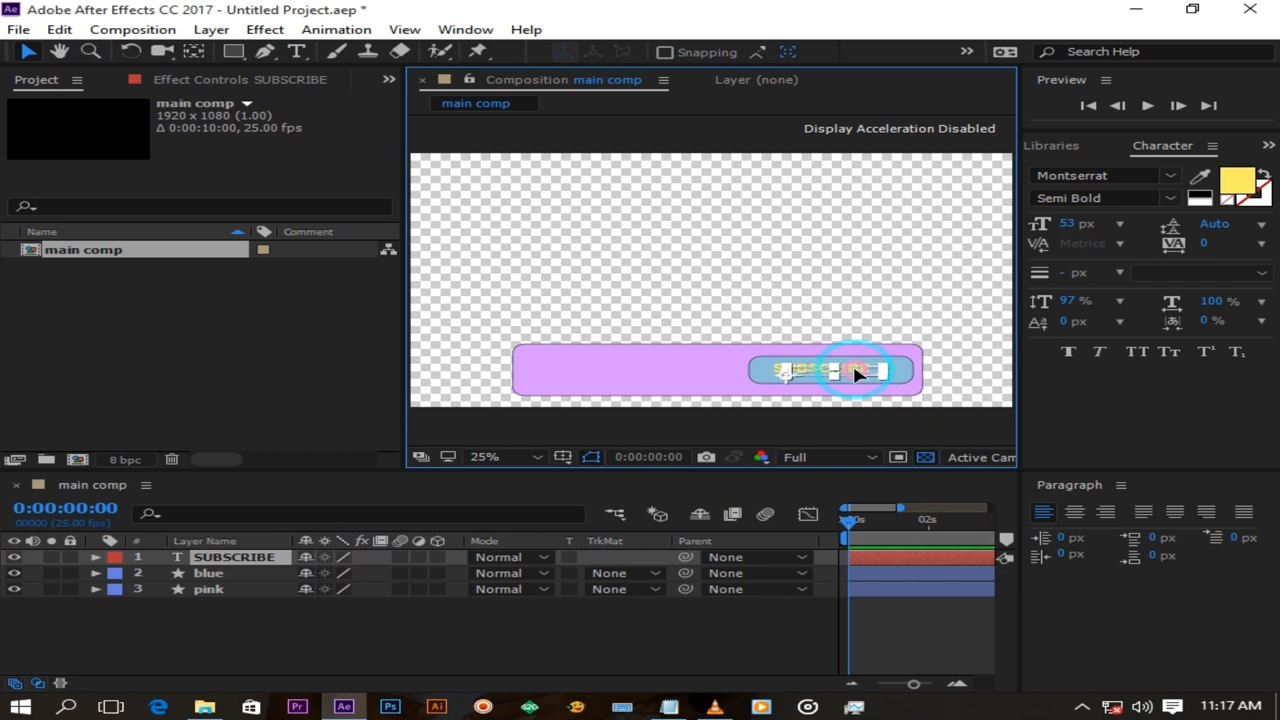 Ae Adobe After Effects CC 2017 - Untitled Project.aep *
File Edit Composition Layer Effect Animation View Window Help
Snapping Search Help
Project Effect Controls SUBSCRIBE Composition main comp Layer (none) Preview
main comp
1920 x 1080 (1.00)
Δ 0:00:10:00, 25.00 fps
main comp
Display Acceleration Disabled
Libraries Character
Montserrat
Semi Bold
53 px Auto
Metrics 0
- px
97 % 100 %
0 px 0 %
T T TT Tт T¹ T₁
Name Comment
main comp
8 bpc
25% 0:00:00:00 Full Active Cam
main comp
0:00:00:00
00000 (25.00 fps)
02s
# Layer Name Mode T TrkMat Parent
1 T SUBSCRIBE Normal None
2 blue Normal None None
3 pink Normal None None
Paragraph
0 px 0 px 0 px
0 px 0 px
Pr Ae Ps Ai 11:17 AM